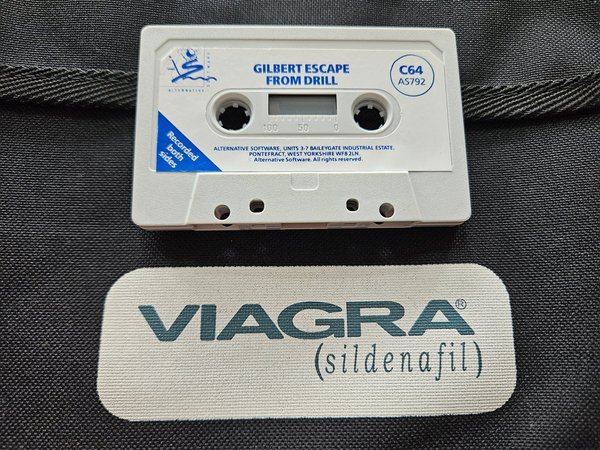 GILBERT ESCAPE
FROM DRILL
C64
AS792
ALTERNATIVE
Recorded
both
sides
100 50
ALTERNATIVE SOFTWARE, UNITS 3-7 BAILEYGATE INDUSTRIAL ESTATE.
PONTEFRACT, WEST YORKSHIRE WF8 2LN.
Alternative Software. All rights reserved.
VIAGRA®
(sildenafil)